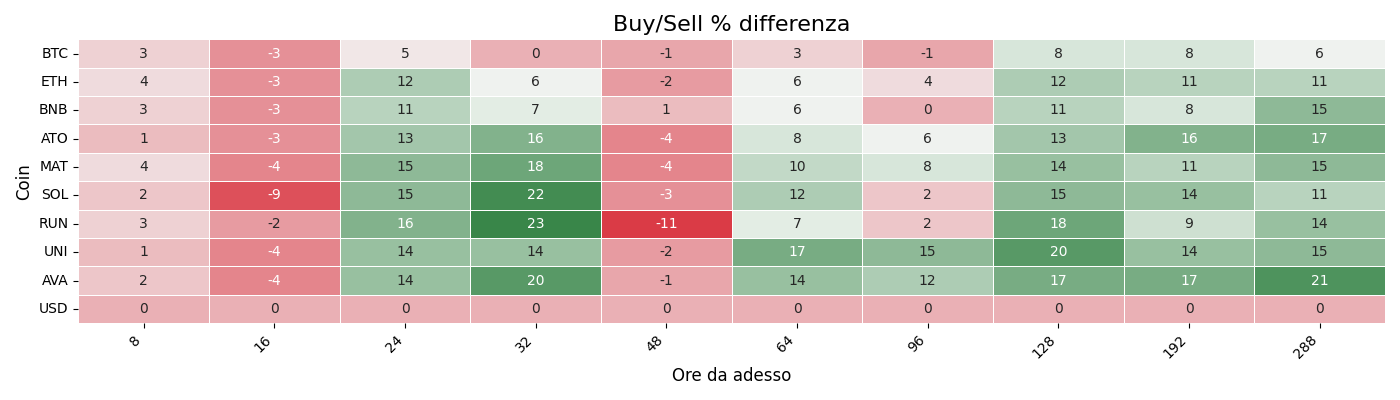 Buy/Sell % differenza
Coin
BTC 3 -3 5 0 -1 3 -1 8 8 6
ETH 4 -3 12 6 -2 6 4 12 11 11
BNB 3 -3 11 7 1 6 0 11 8 15
ATO 1 -3 13 16 -4 8 6 13 16 17
MAT 4 -4 15 18 -4 10 8 14 11 15
SOL 2 -9 15 22 -3 12 2 15 14 11
RUN 3 -2 16 23 -11 7 2 18 9 14
UNI 1 -4 14 14 -2 17 15 20 14 15
AVA 2 -4 14 20 -1 14 12 17 17 21
USD 0 0 0 0 0 0 0 0 0 0
8 16 24 32 48 64 96 128 192 288
Ore da adesso